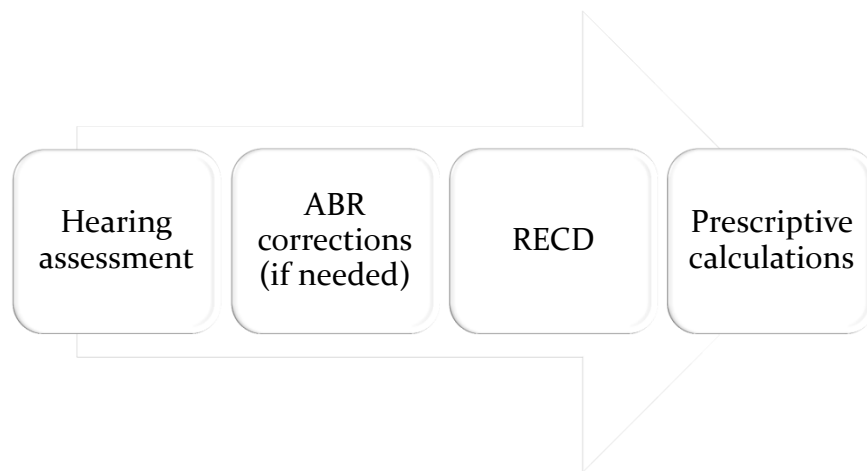 Hearing
assessment
ABR
corrections
(if needed)
RECD
Prescriptive
calculations